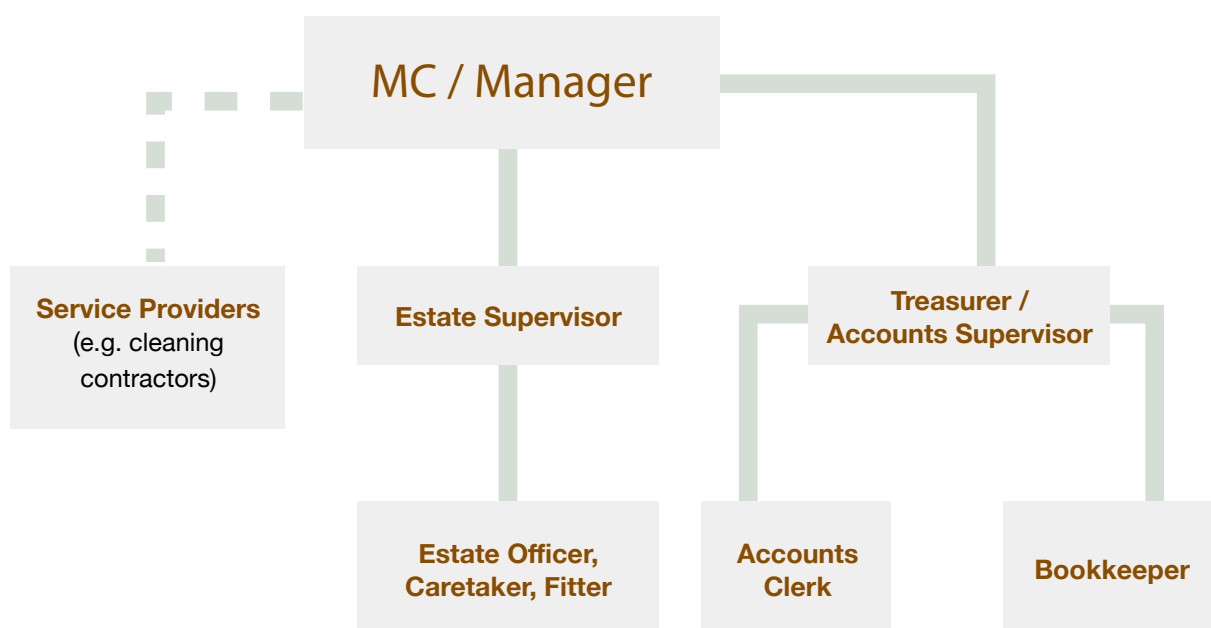 MC / Manager
Service Providers
(e.g. cleaning
contractors)
Estate Supervisor
Treasurer /
Accounts Supervisor
Estate Officer,
Caretaker, Fitter
Accounts
Clerk
Bookkeeper